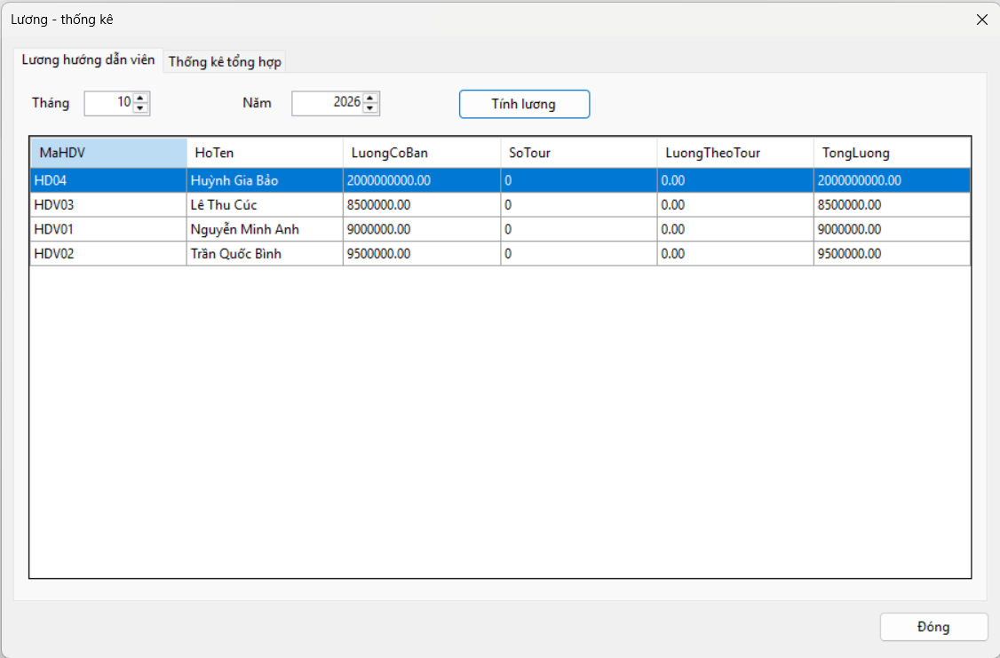 Lương - thống kê
Lương hướng dẫn viên Thống kê tổng hợp
Tháng 10 Năm 2026 Tính lương
MaHDV HoTen LuongCoBan SoTour LuongTheoTour TongLuong
HD04 Huỳnh Gia Bảo 2000000000.00 0 0.00 2000000000.00
HDV03 Lê Thu Cúc 8500000.00 0 0.00 8500000.00
HDV01 Nguyễn Minh Anh 9000000.00 0 0.00 9000000.00
HDV02 Trần Quốc Bình 9500000.00 0 0.00 9500000.00
Đóng